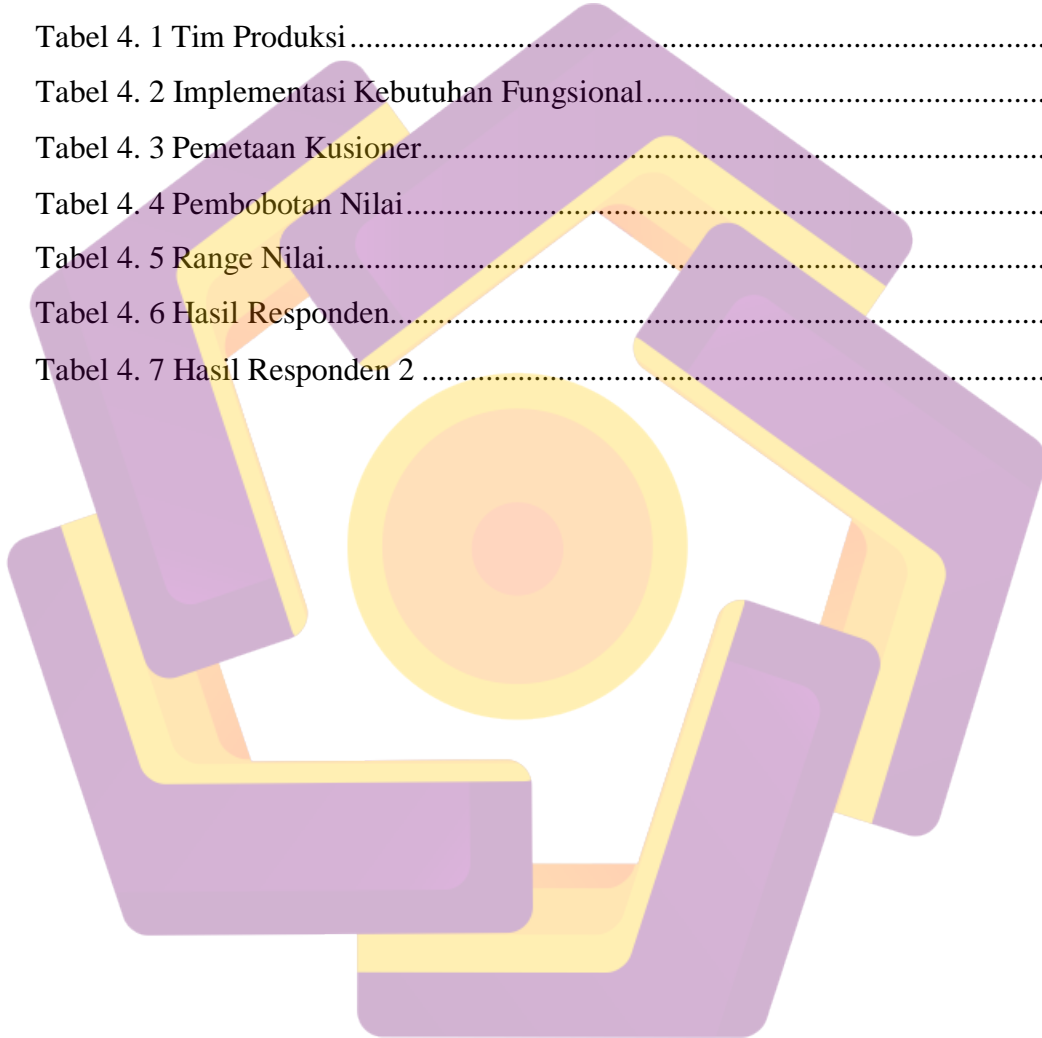 Tabel 4. 1 Tim Produksi..........................................................................................
Tabel 4. 2 Implementasi Kebutuhan Fungsional....................................................
Tabel 4. 3 Pemetaan Kusioner................................................................................
Tabel 4. 4 Pembobotan Nilai..................................................................................
Tabel 4. 5 Range Nilai............................................................................................
Tabel 4. 6 Hasil Responden....................................................................................
Tabel 4. 7 Hasil Responden 2 ................................................................................